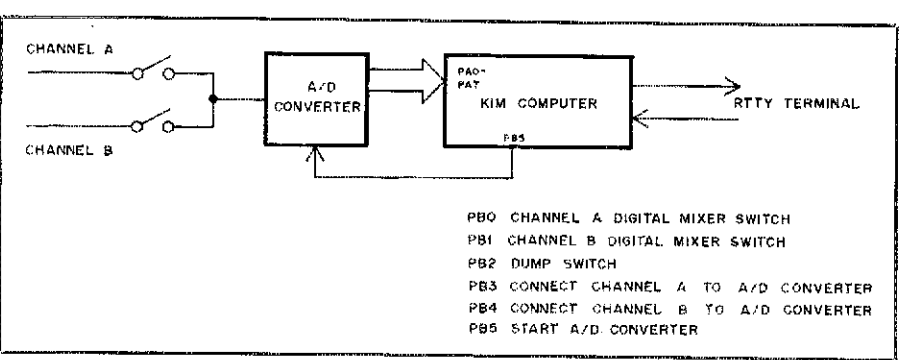 CHANNEL A
CHANNEL B
A/D
CONVERTER
PA0-
PA7
KIM COMPUTER
PB5
RTTY TERMINAL
PB0 CHANNEL A DIGITAL MIXER SWITCH
PB1 CHANNEL B DIGITAL MIXER SWITCH
PB2 DUMP SWITCH
PB3 CONNECT CHANNEL A TO A/D CONVERTER
PB4 CONNECT CHANNEL B TO A/D CONVERTER
PB5 START A/D CONVERTER